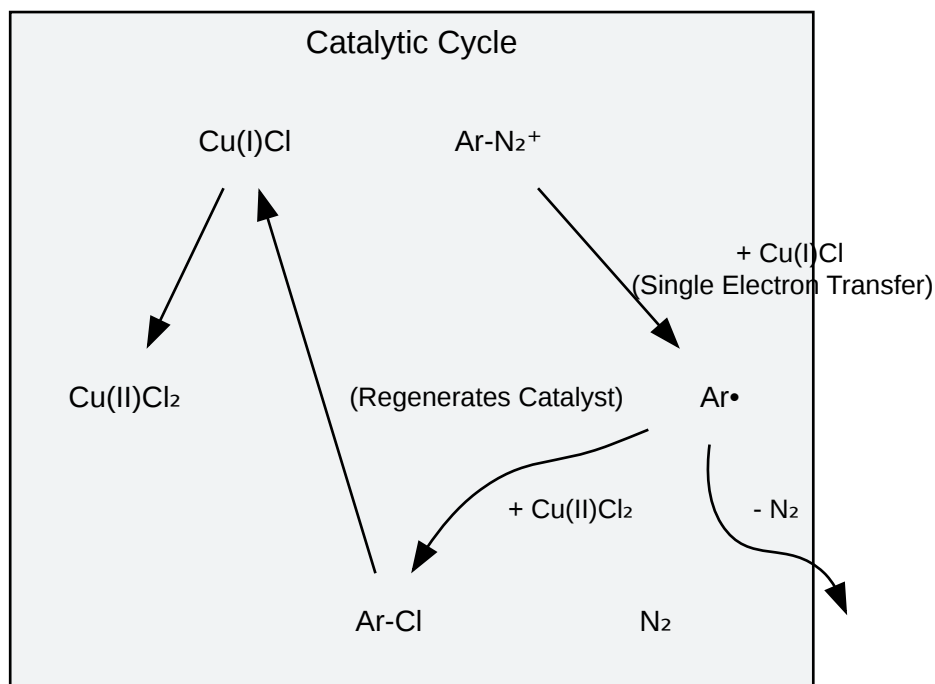 Catalytic Cycle
Cu(I)Cl
Ar-N₂⁺
+ Cu(I)Cl
(Single Electron Transfer)
Cu(II)Cl₂
(Regenerates Catalyst)
Ar•
+ Cu(II)Cl₂
- N₂
Ar-Cl
N₂